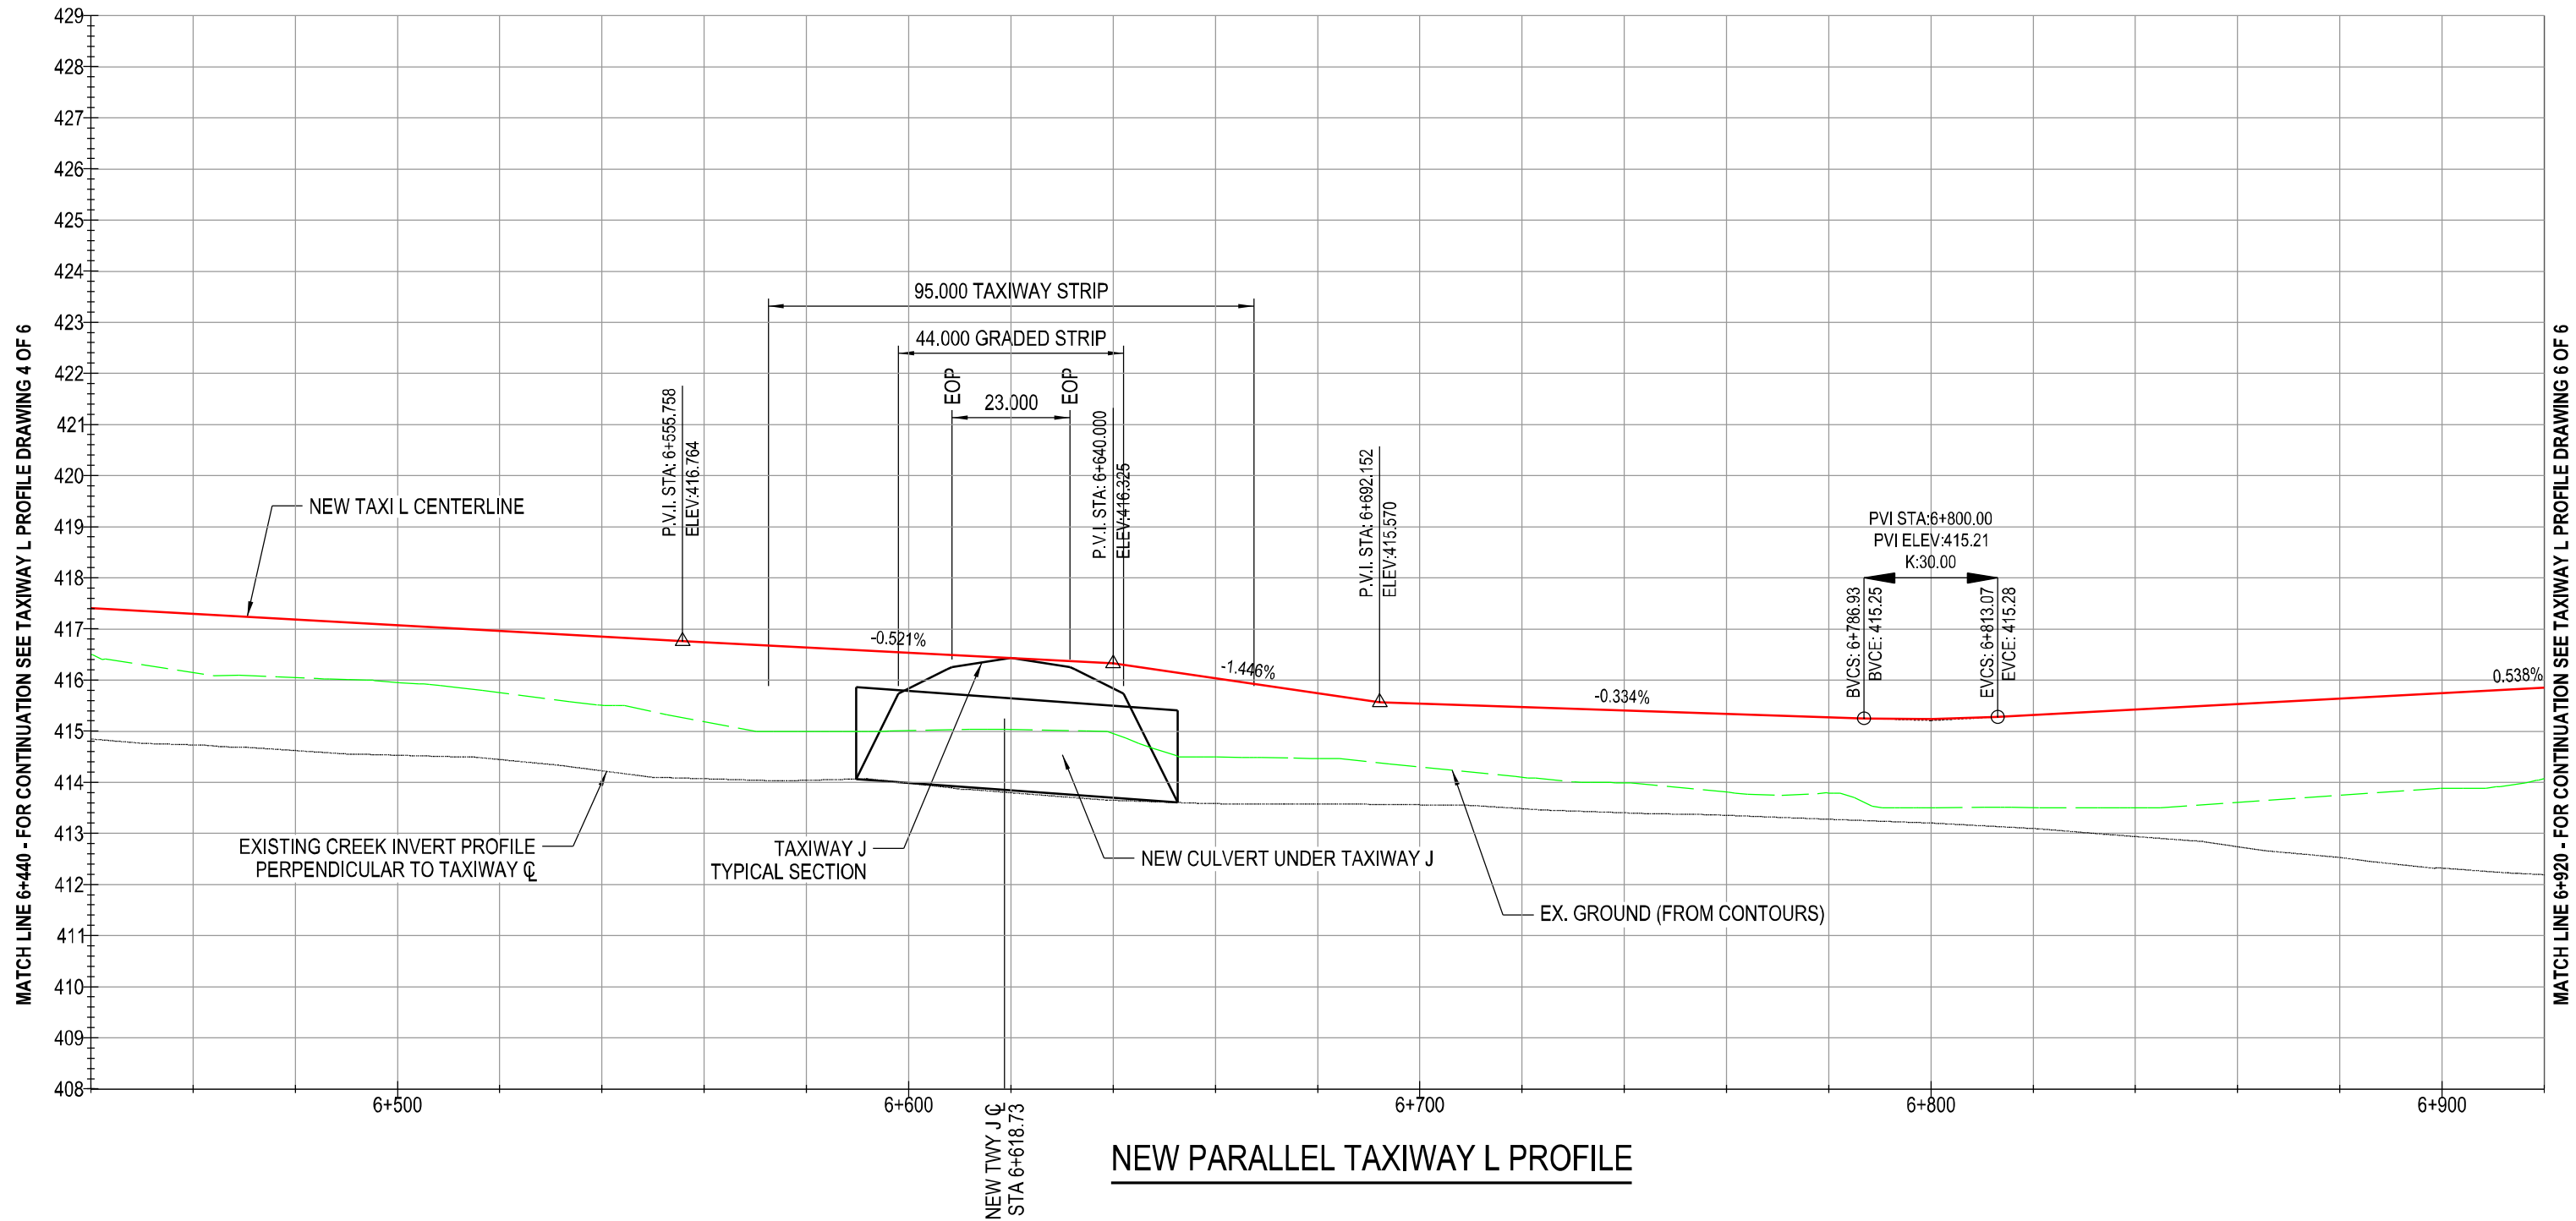 429
428
427
426
425
424
423
422
421
420
419
418
417
416
415
414
413
412
411
410
409
408
MATCH LINE 6+440 - FOR CONTINUATION SEE TAXIWAY L PROFILE DRAWING 4 OF 6
95.000 TAXIWAY STRIP
44.000 GRADED STRIP
EOP
EOP
23.000
P.V.I. STA: 6+555.758
ELEV:416.764
P.V.I. STA: 6+640.000
ELEV:416.325
P.V.I. STA: 6+692.152
ELEV:415.570
NEW TAXI L CENTERLINE
PVI STA:6+800.00
PVI ELEV:415.21
K:30.00
BVCS: 6+786.93
BVCE: 415.25
EVCS: 6+813.07
EVCE: 415.28
-0.521%
-1.446%
-0.334%
0.538%
EXISTING CREEK INVERT PROFILE
PERPENDICULAR TO TAXIWAY ℄
TAXIWAY J
TYPICAL SECTION
NEW CULVERT UNDER TAXIWAY J
EX. GROUND (FROM CONTOURS)
6+500
6+600
6+700
6+800
6+900
NEW TWY J ℄
STA 6+618.73
NEW PARALLEL TAXIWAY L PROFILE
MATCH LINE 6+920 - FOR CONTINUATION SEE TAXIWAY L PROFILE DRAWING 6 OF 6